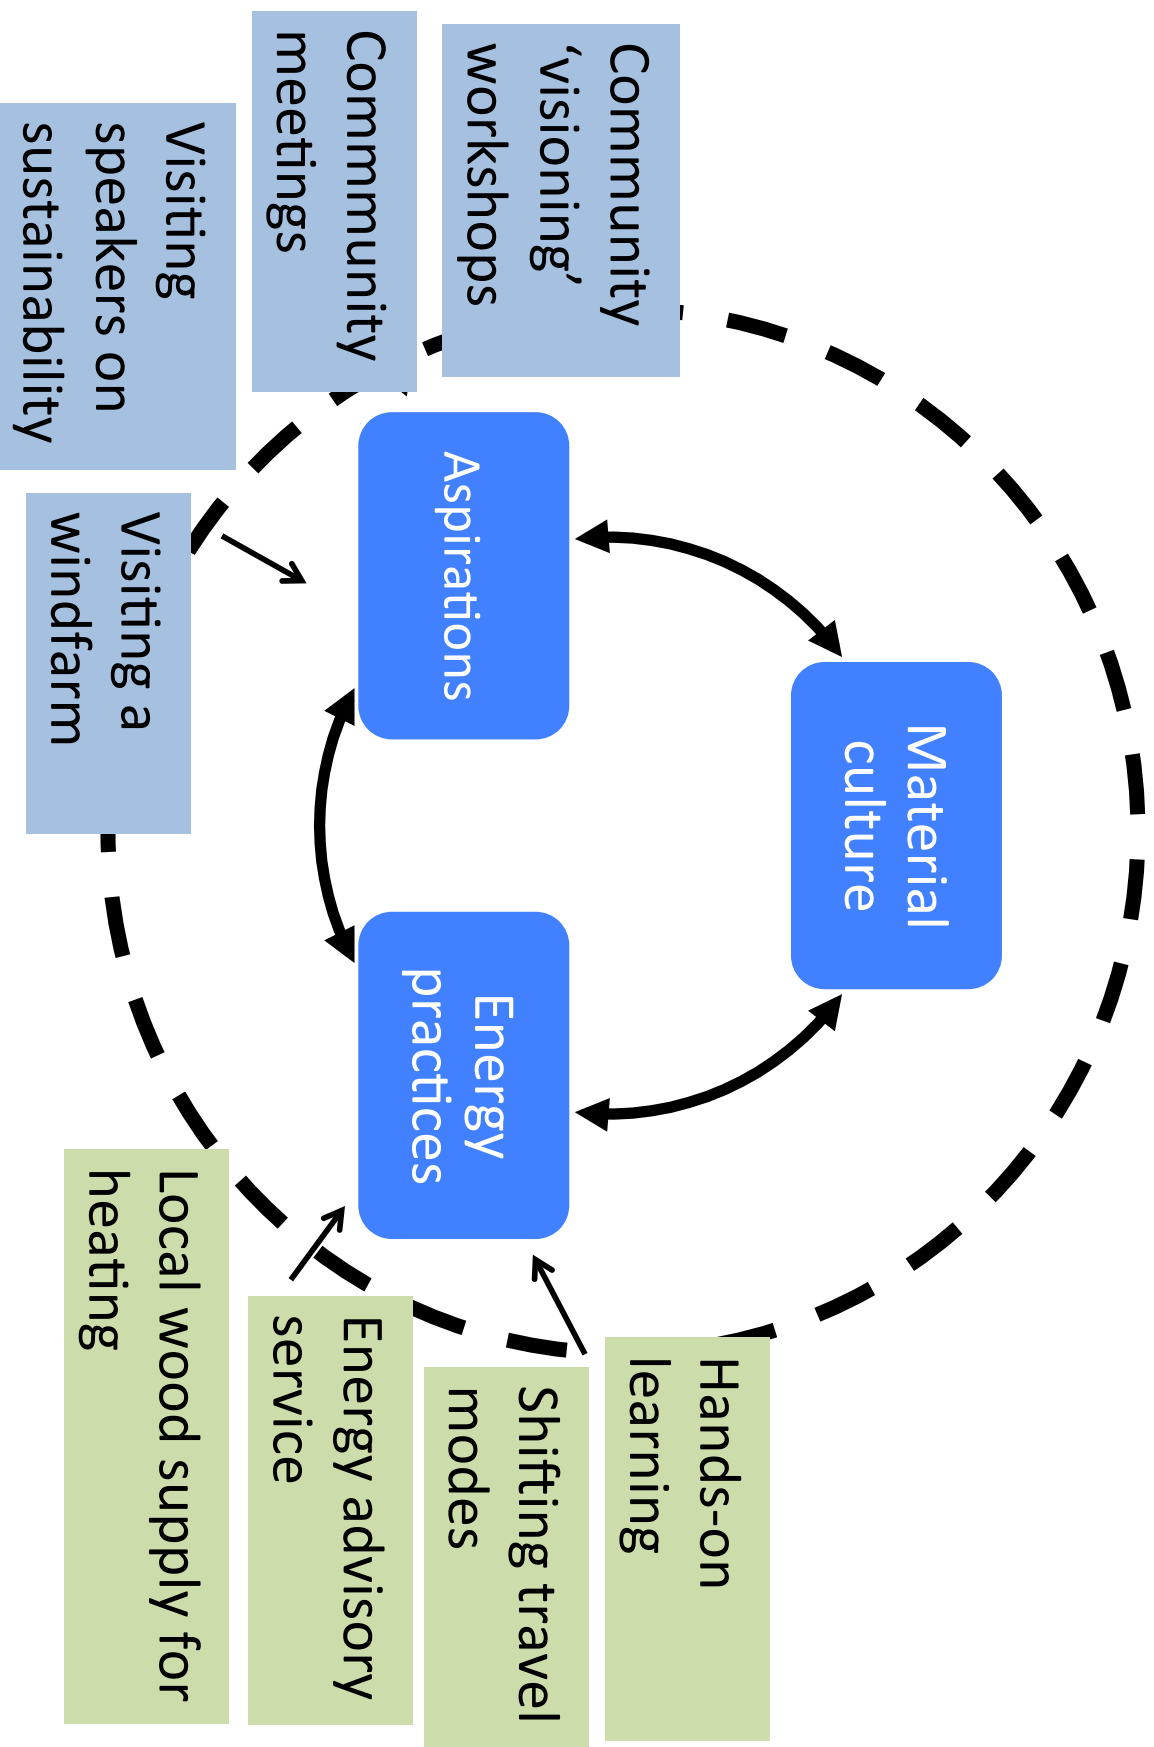 Material
culture
Community
‘visioning’
workshops
Aspirations
Commmunity
meetings
Visiting
speakers on
sustainability
Visiting a
windfarm
Energy
practices
Hands-on
learning
Shifting travel
modes
Energy advisory
service
Local wood supply for
heating